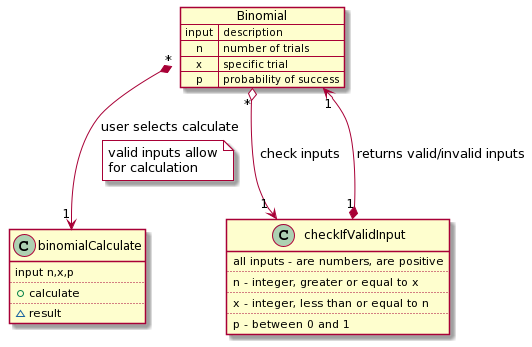 Binomial
input description
n number of trials
x specific trial
p probability of success
* * 1
user selects calculate
valid inputs allow
for calculation
check inputs
returns valid/invalid inputs
1 1 1
C binomialCalculate
input n,x,p
calculate
result
C checkIfValidInput
all inputs - are numbers, are positive
n - integer, greater or equal to x
x - integer, less than or equal to n
p - between 0 and 1